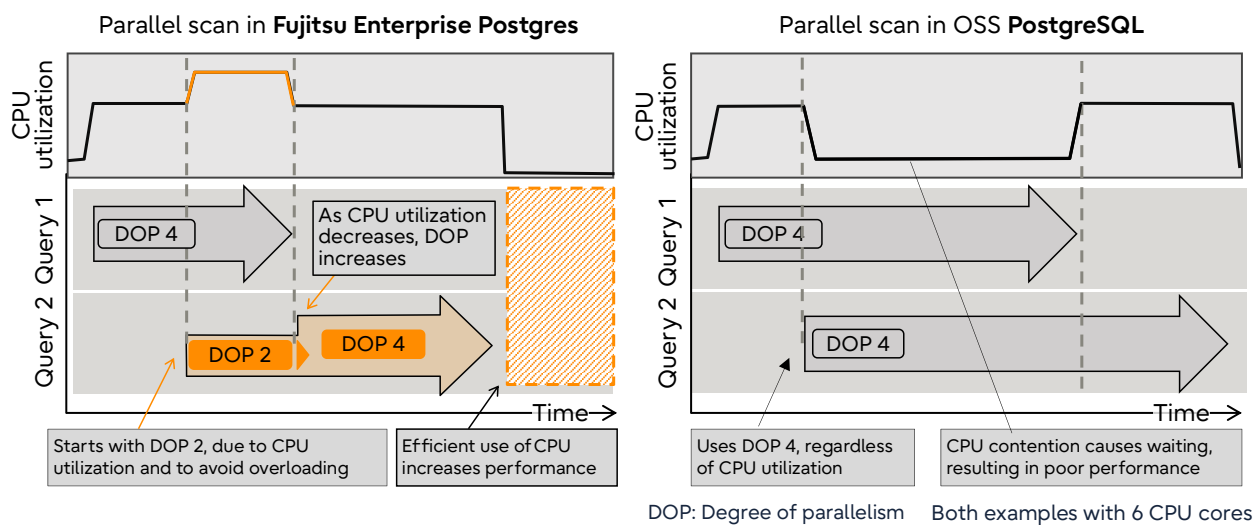 Parallel scan in Fujitsu Enterprise Postgres
CPU
utilization
Query 1
DOP 4
As CPU utilization
decreases, DOP
increases
Query 2
DOP 2
DOP 4
Time
Starts with DOP 2, due to CPU
utilization and to avoid overloading
Efficient use of CPU
increases performance
Parallel scan in OSS PostgreSQL
CPU
utilization
Query 1
DOP 4
Query 2
DOP 4
Time
Uses DOP 4, regardless
of CPU utilization
CPU contention causes waiting,
resulting in poor performance
DOP: Degree of parallelism
Both examples with 6 CPU cores